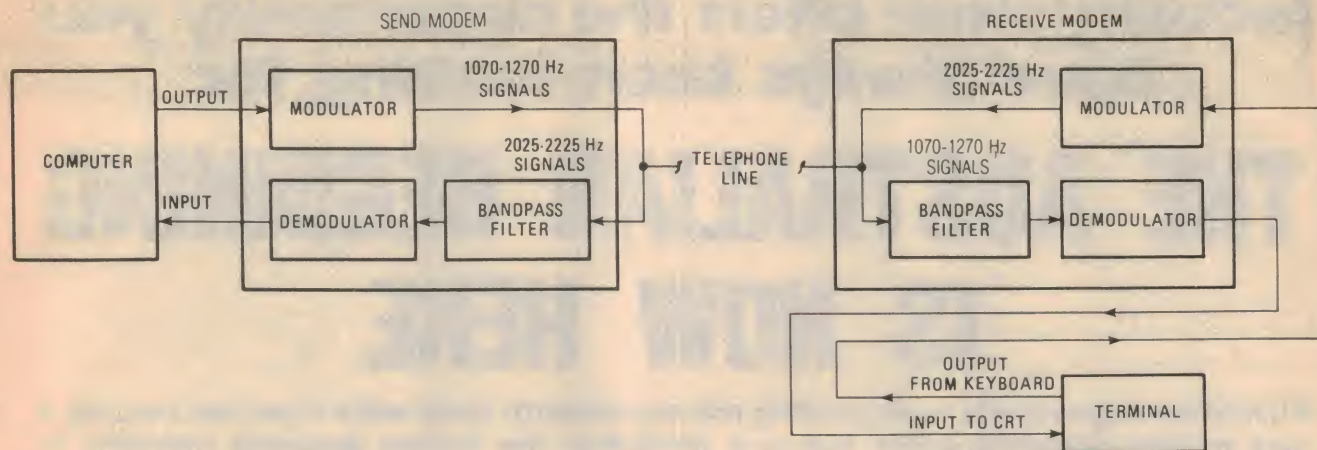 SEND MODEM
RECEIVE MODEM
COMPUTER
OUTPUT
INPUT
MODULATOR
1070-1270 Hz
SIGNALS
2025-2225 Hz
SIGNALS
DEMODULATOR
BANDPASS
FILTER
TELEPHONE
LINE
2025-2225 Hz
SIGNALS
MODULATOR
1070-1270 Hz
SIGNALS
BANDPASS
FILTER
DEMODULATOR
OUTPUT
FROM KEYBOARD
INPUT TO CRT
TERMINAL